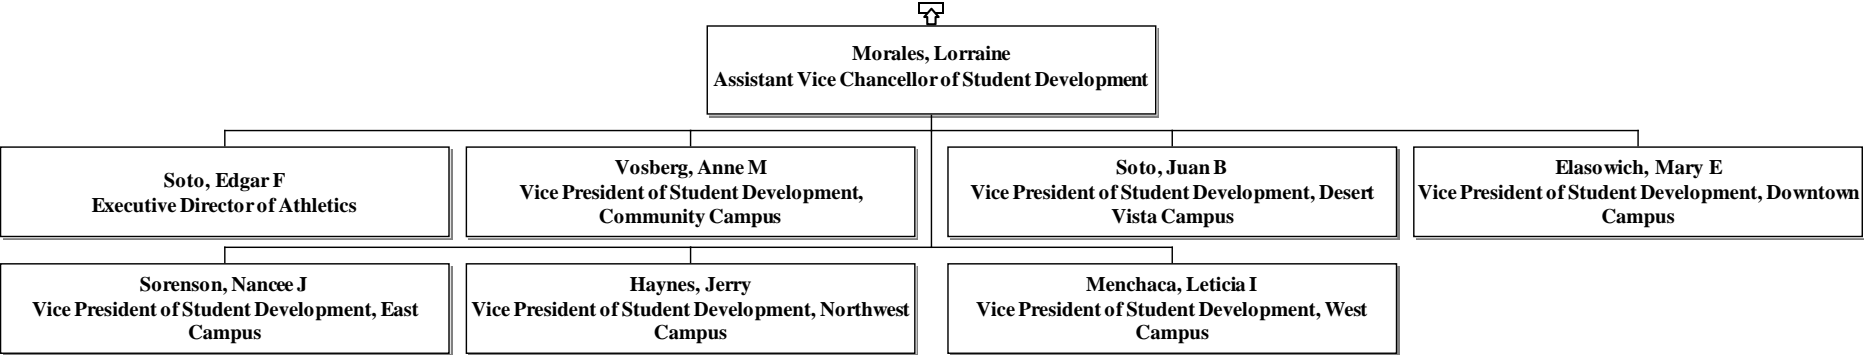 Morales, Lorraine
Assistant Vice Chancellor of Student Development
Soto, Edgar F
Executive Director of Athletics
Vosberg, Anne M
Vice President of Student Development,
Community Campus
Soto, Juan B
Vice President of Student Development, Desert
Vista Campus
Elasowich, Mary E
Vice President of Student Development, Downtown
Campus
Sorenson, Nancee J
Vice President of Student Development, East
Campus
Haynes, Jerry
Vice President of Student Development, Northwest
Campus
Menchaca, Leticia I
Vice President of Student Development, West
Campus